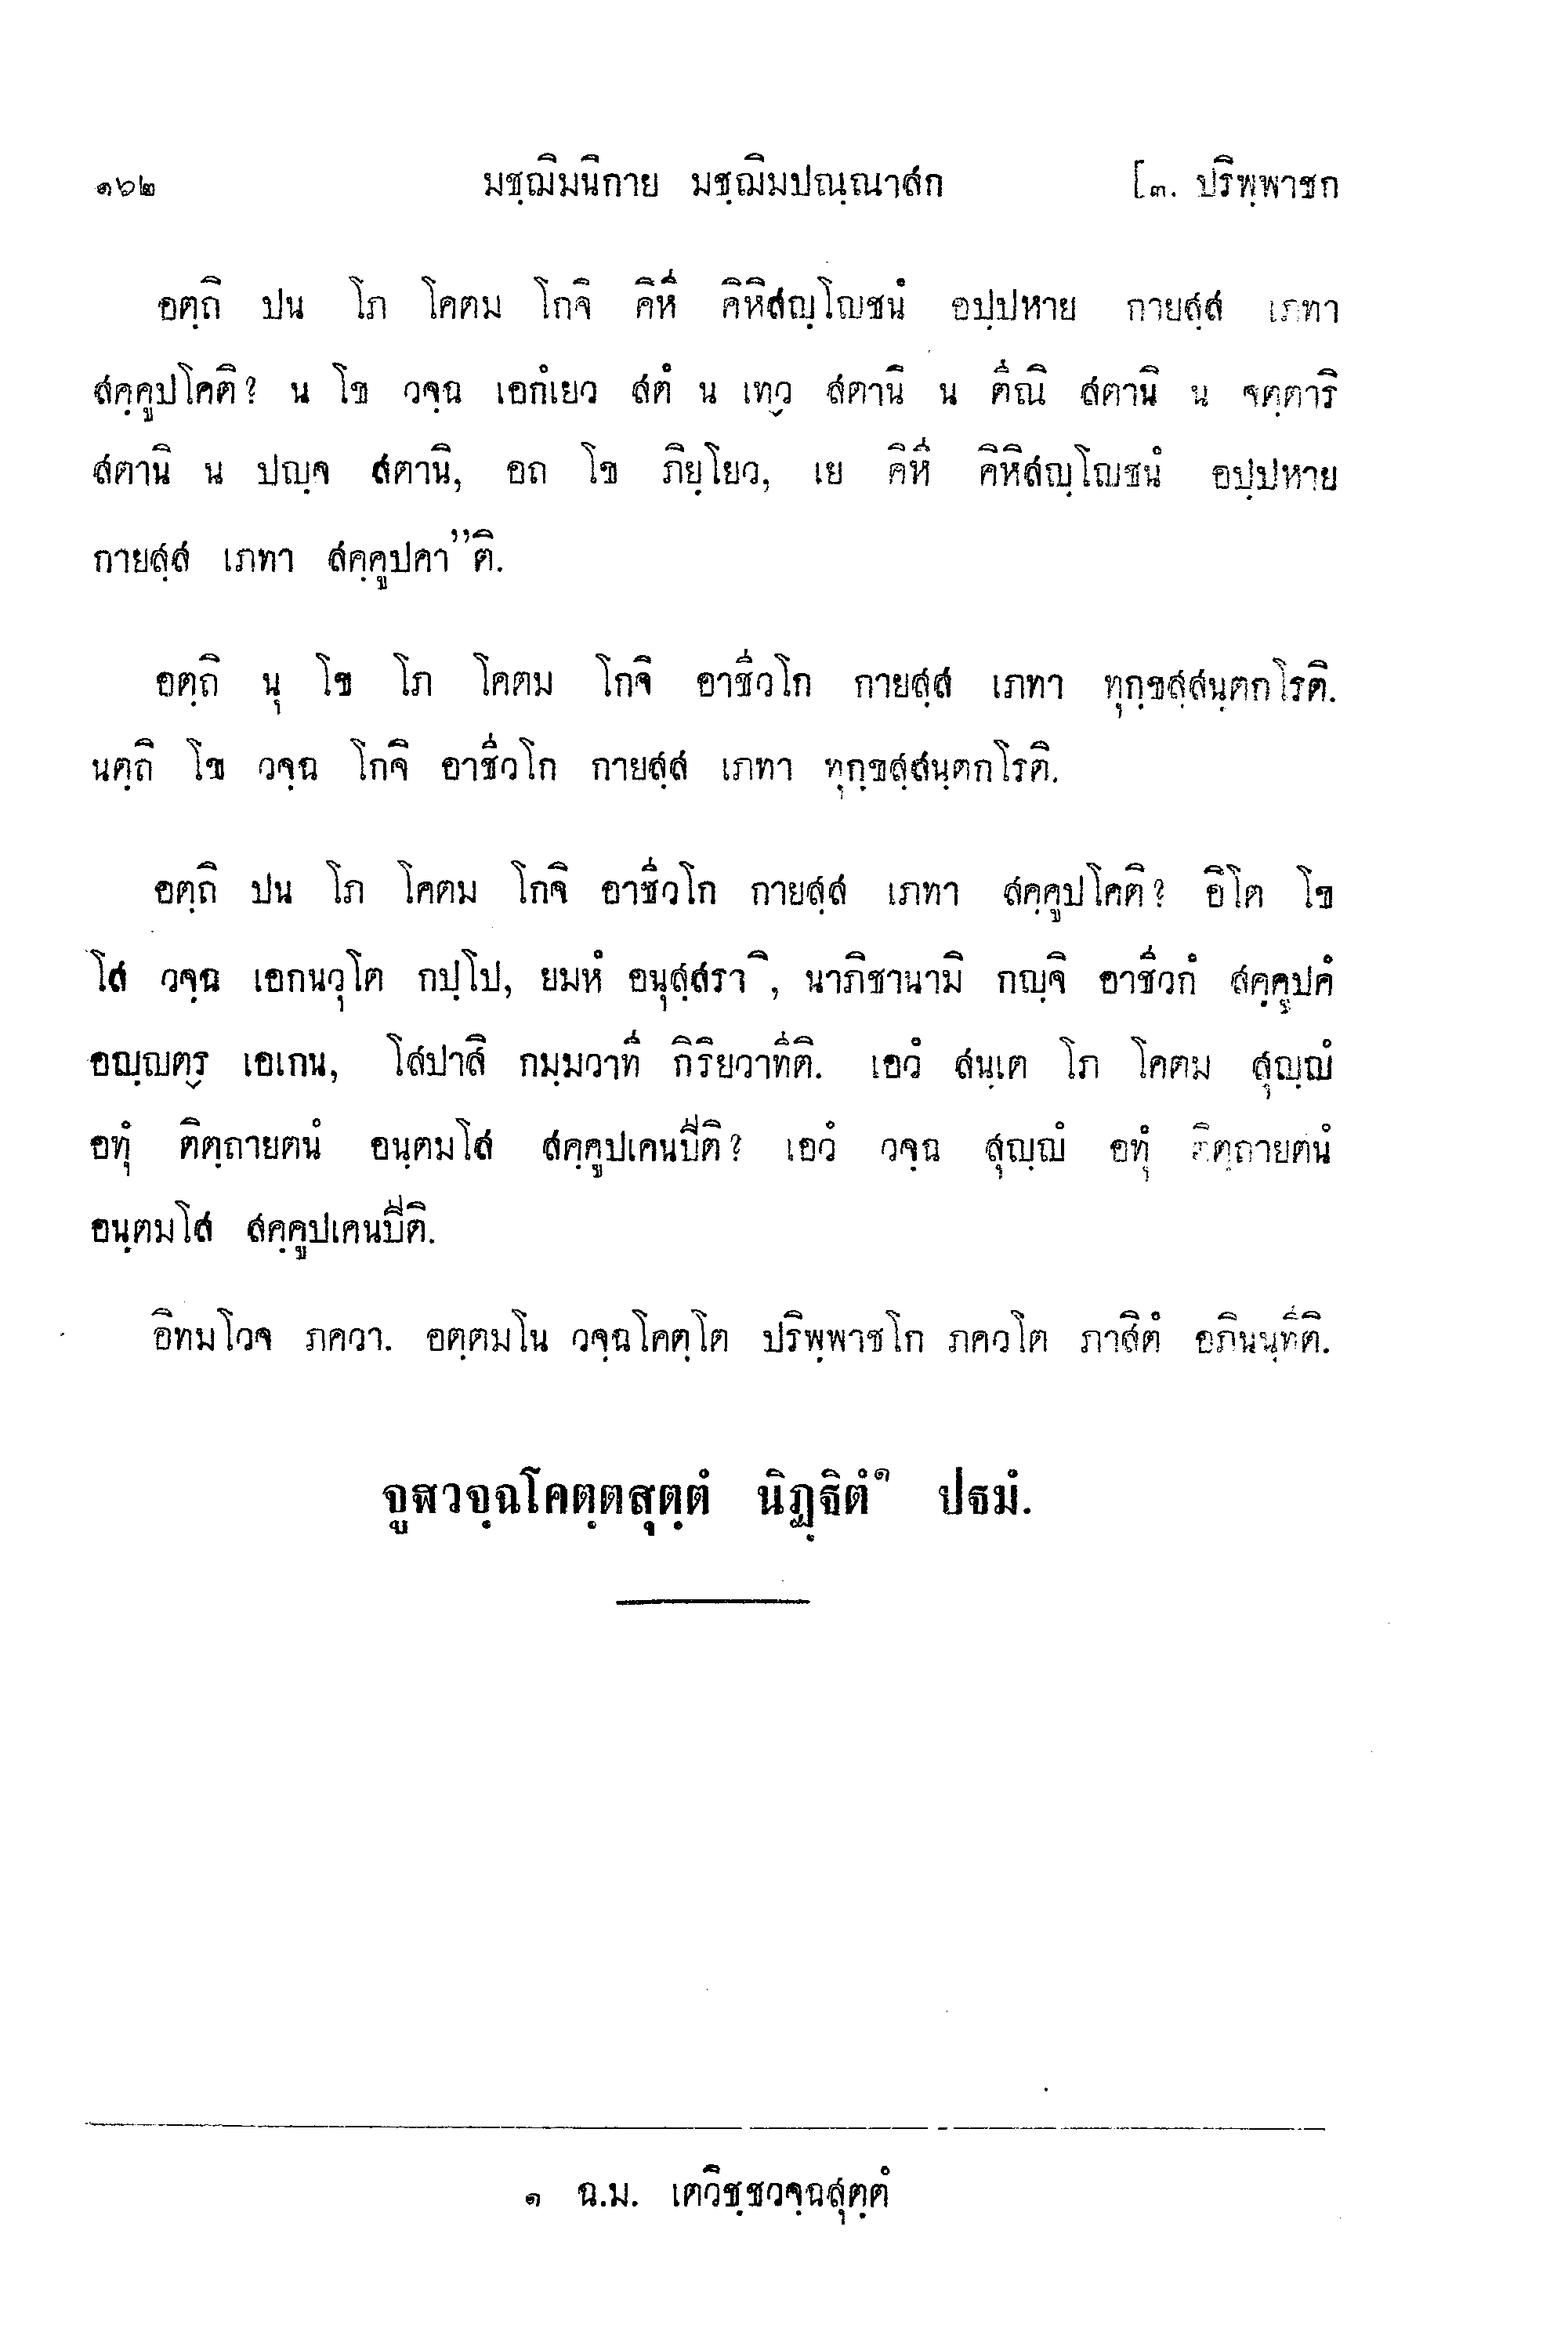 ๑๖๒ มชฺฌิมนิกาย มชฺฌิมปณฺณาสก [๓. ปริพฺพาชก
อตฺถิ ปน โภ โคตม โกจิ คิหี คิหิสญฺโญชนํ อปฺปหาย กายสฺส เภทา
สคฺคูปโคติ? น โข วจฺฉ เอกํเยว สตํ น เทฺว สตานิ น ตีณิ สตานิ น จตฺตาริ
สตานิ น ปญฺจ สตานิ, อถ โข ภิยฺโยว, เย คิหี คิหิสญฺโญชนํ อปฺปหาย
กายสฺส เภทา สคฺคูปคา”ติ.
อตฺถิ นุ โข โภ โคตม โกจิ อาชีวโก กายสฺส เภทา ทุกฺขสฺสนฺตกโรติ.
นตฺถิ โข วจฺฉ โกจิ อาชีวโก กายสฺส เภทา ทุกฺขสฺสนฺตกโรติ.
อตฺถิ ปน โภ โคตม โกจิ อาชีวโก กายสฺส เภทา สคฺคูปโคติ? อิโต โข
โส วจฺฉ เอกนวุโต กปฺโป, ยมหํ อนุสฺสรา ิ, นาภิชานามิ กญฺจิ อาชีวกํ สคฺคูปคํ
อญฺญตฺร เอเกน, โสปาสิ กมฺมวาที กิริยวาทีติ. เอวํ สนฺเต โภ โคตม สุญฺญํ
อทุํ ติตฺถายตนํ อนฺตมโส สคฺคูปเคนปีติ? เอวํ วจฺฉ สุญฺญํ อทุํ ติตฺถายตนํ
อนฺตมโส สคฺคูปเคนปีติ.
อิทมโวจ ภควา. อตฺตมโน วจฺฉโคตฺโต ปริพฺพาชโก ภควโต ภาสิตํ อภินนฺทีติ.
จูฬวจฺฉโคตฺตสุตฺตํ นิฏฺฐิตํ๑ ปฐมํ.
๑ ฉ.ม. เตวิชฺชวจฺฉสุตฺตํ